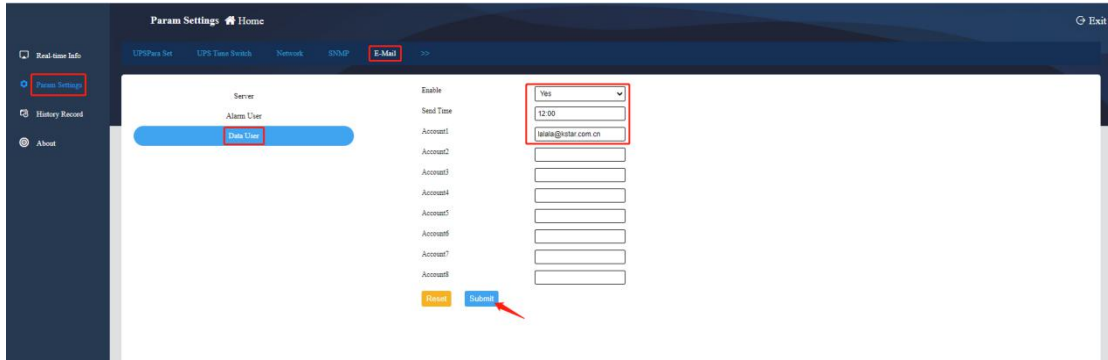 Param Settings Home
Exit
Real-time Info
Param Settings
History Record
About
UPSPara Set UPS Time Switch Network SNMP E-Mail >>
Server
Alarm User
Data User
Enable Yes
Send Time 12:00
Account1 lalala@kstar.com.cn
Account2
Account3
Account4
Account5
Account6
Account7
Account8
Reset Submit